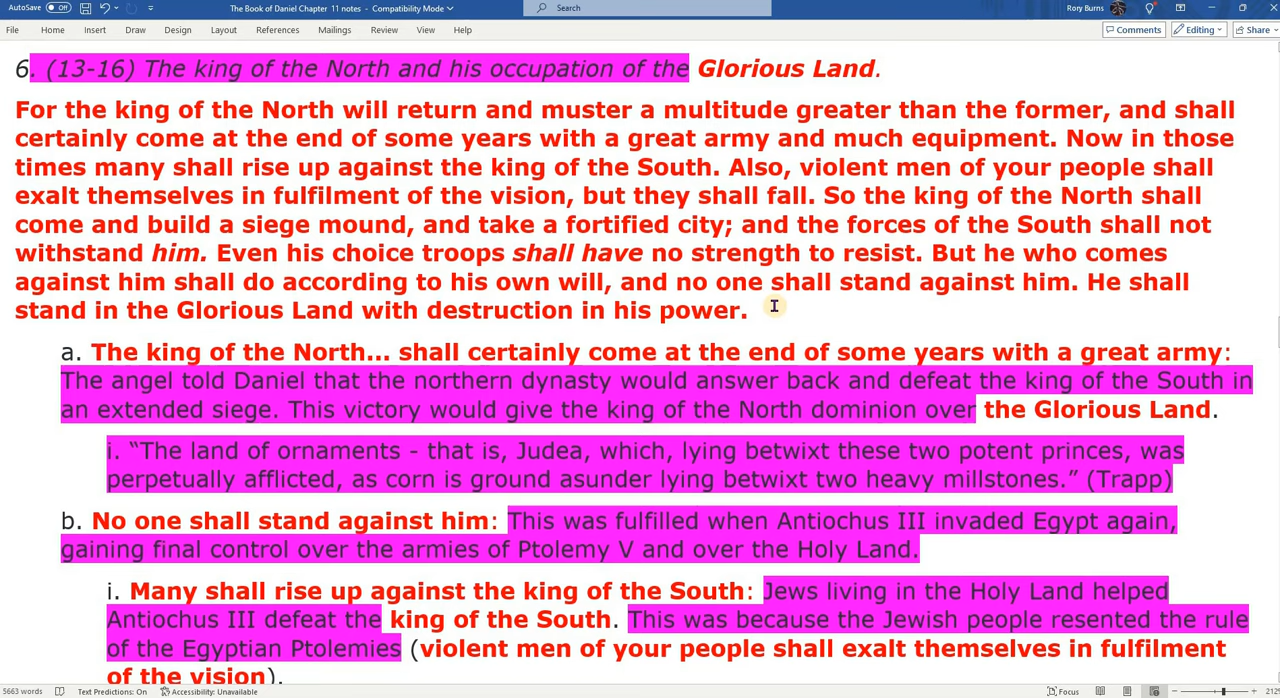 AutoSave Off The Book of Daniel Chapter 11 notes - Compatibility Mode Search Rory Burns
File Home Insert Draw Design Layout References Mailings Review View Help Comments Editing Share
6. (13-16) The king of the North and his occupation of the Glorious Land.
For the king of the North will return and muster a multitude greater than the former, and shall
certainly come at the end of some years with a great army and much equipment. Now in those
times many shall rise up against the king of the South. Also, violent men of your people shall
exalt themselves in fulfilment of the vision, but they shall fall. So the king of the North shall
come and build a siege mound, and take a fortified city; and the forces of the South shall not
withstand him. Even his choice troops shall have no strength to resist. But he who comes
against him shall do according to his own will, and no one shall stand against him. He shall
stand in the Glorious Land with destruction in his power.
a. The king of the North... shall certainly come at the end of some years with a great army:
The angel told Daniel that the northern dynasty would answer back and defeat the king of the South in
an extended siege. This victory would give the king of the North dominion over the Glorious Land.
i. “The land of ornaments - that is, Judea, which, lying betwixt these two potent princes, was
perpetually afflicted, as corn is ground asunder lying betwixt two heavy millstones.” (Trapp)
b. No one shall stand against him: This was fulfilled when Antiochus III invaded Egypt again,
gaining final control over the armies of Ptolemy V and over the Holy Land.
i. Many shall rise up against the king of the South: Jews living in the Holy Land helped
Antiochus III defeat the king of the South. This was because the Jewish people resented the rule
of the Egyptian Ptolemies (violent men of your people shall exalt themselves in fulfilment
of the vision).
5663 words Text Predictions: On Accessibility: Unavailable Focus